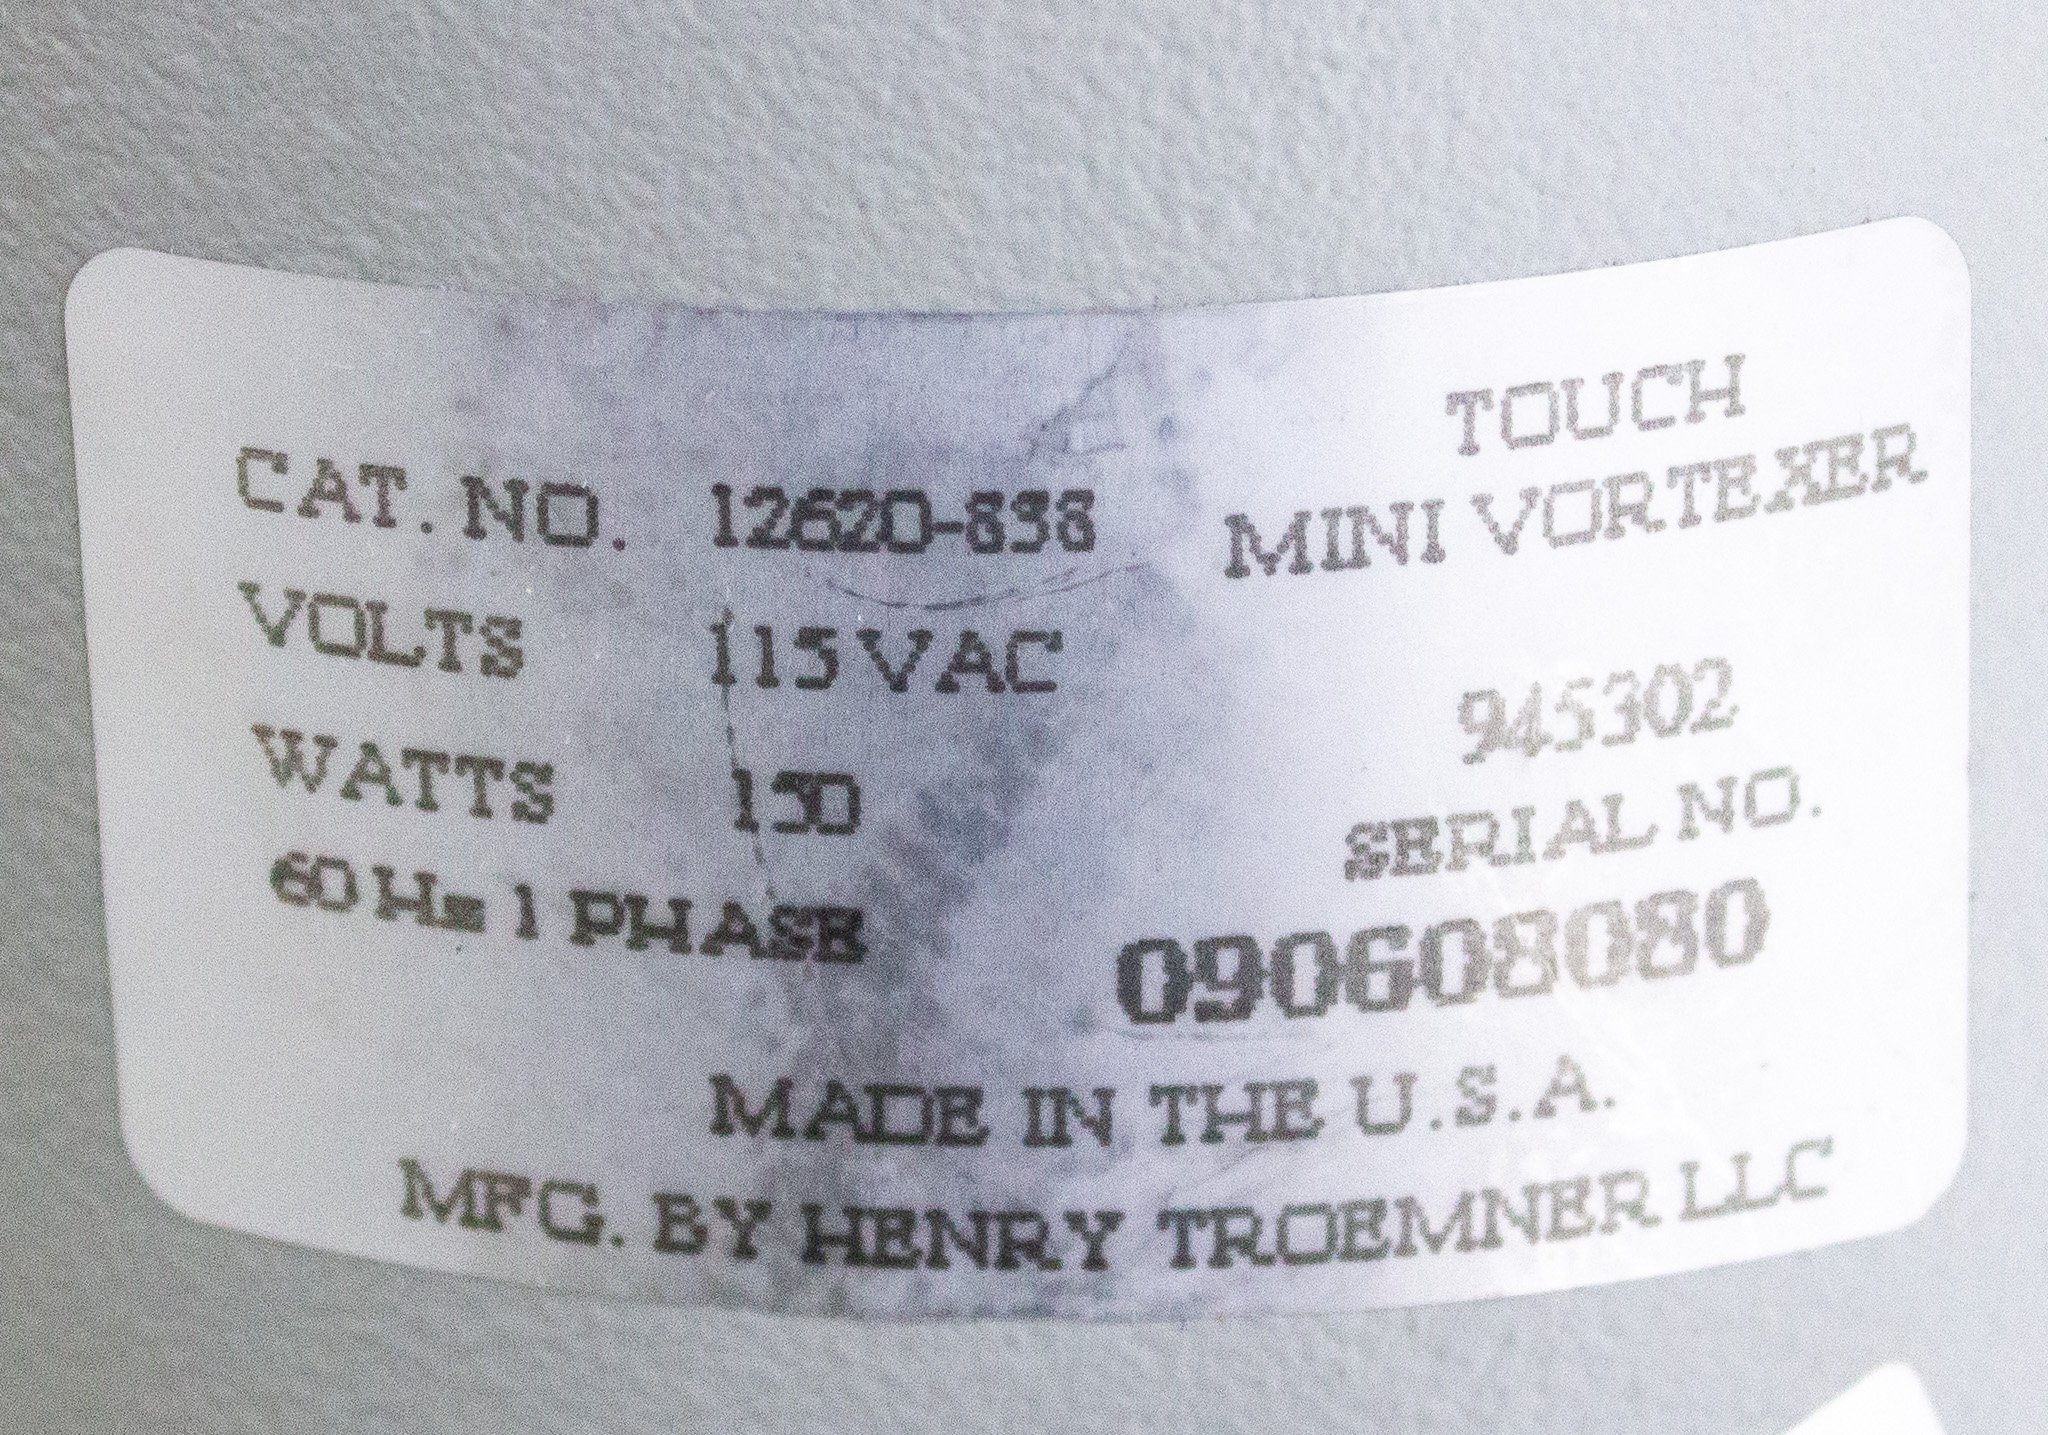 CAT. NO. 12620-838
VOLTS 115 VAC
WATTS 150
60 Hz 1 PHASE
TOUCH
MINI VORTEXER
945302
SERIAL NO.
090608080
MADE IN THE U.S.A.
MFG. BY HENRY TROEMNER LLC